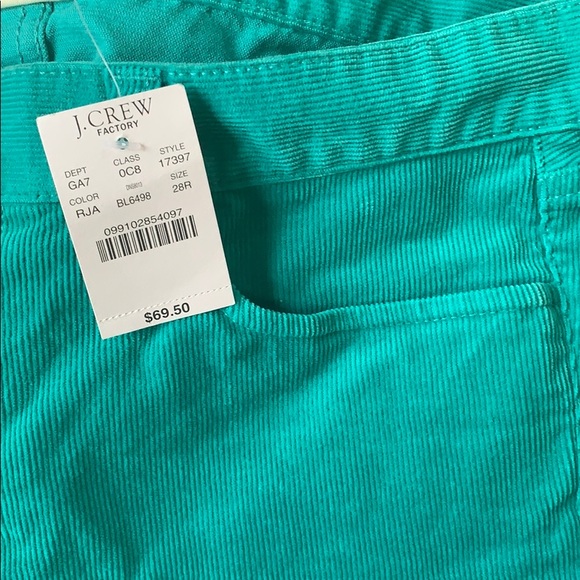 J.CREW
FACTORY
DEPT CLASS STYLE
GA7 0C8 17397
COLOR SIZE
RJA BL6498 28R
099102854097
$69.50